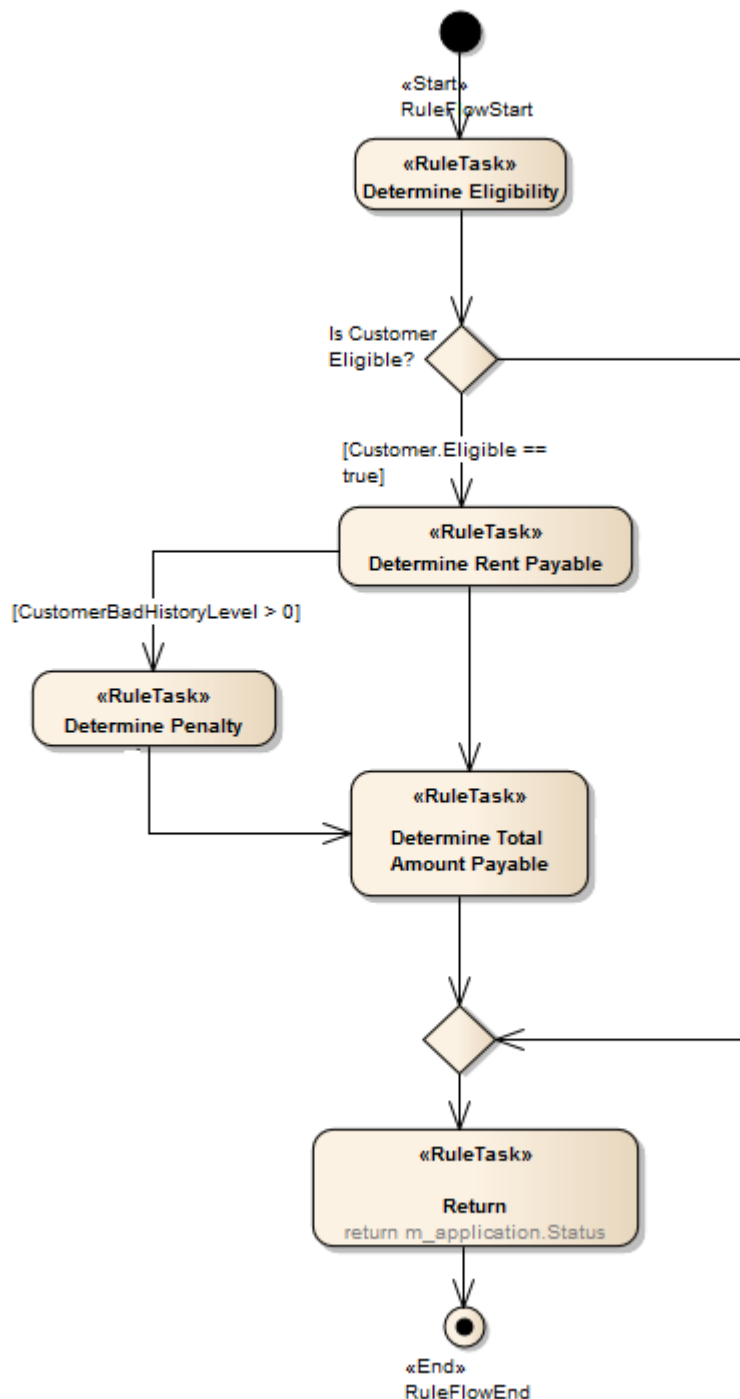 «Start»
RuleFlowStart
«RuleTask»
Determine Eligibility
Is Customer
Eligible?
[Customer.Eligible ==
true]
«RuleTask»
Determine Rent Payable
[CustomerBadHistoryLevel > 0]
«RuleTask»
Determine Penalty
«RuleTask»
Determine Total
Amount Payable
«RuleTask»
Return
return m_application.Status
«End»
RuleFlowEnd